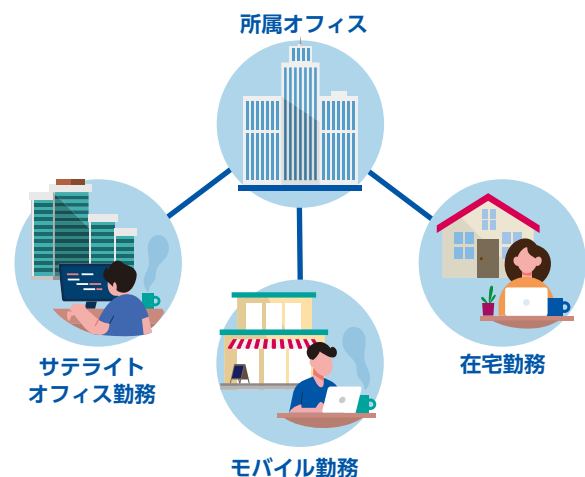 所属オフィス
サテライト
オフィス勤務
モバイル勤務
在宅勤務